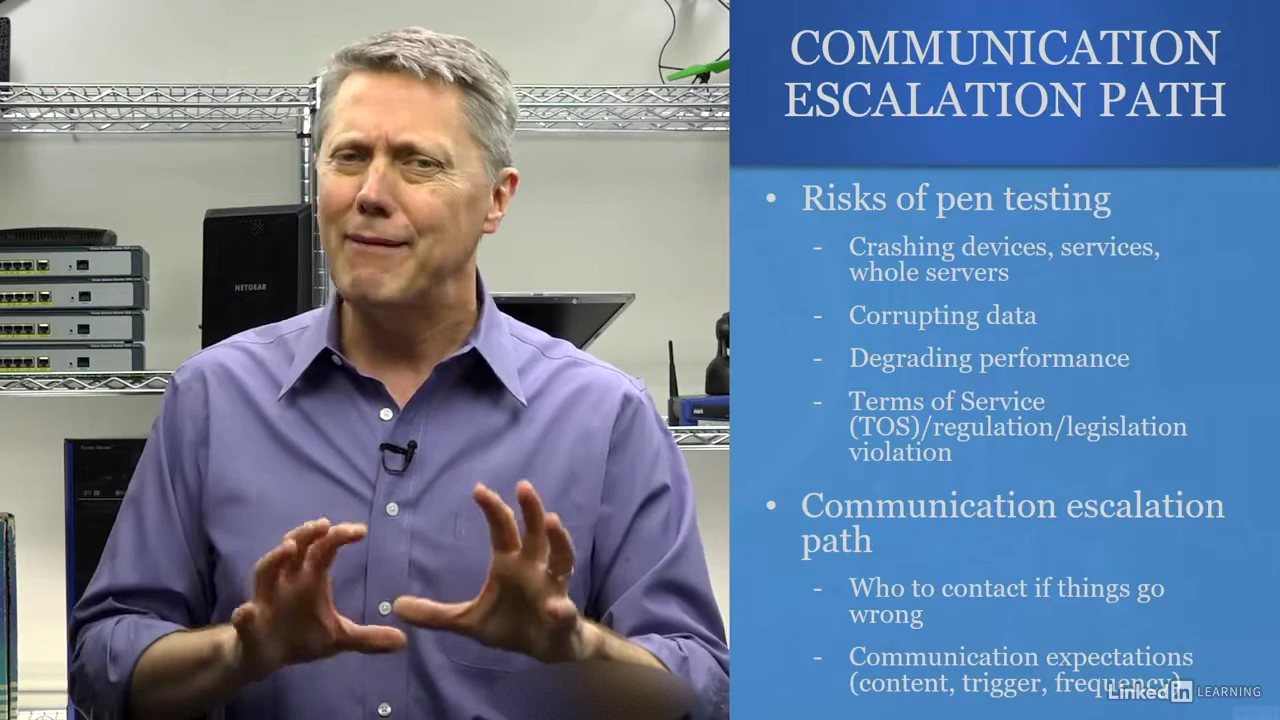 COMMUNICATION
ESCALATION PATH
• Risks of pen testing
- Crashing devices, services,
whole servers
- Corrupting data
- Degrading performance
- Terms of Service
(TOS)/regulation/legislation
violation
• Communication escalation
path
- Who to contact if things go
wrong
- Communication expectations
(content, trigger, frequency)
LinkedIn LEARNING
NETGEAR